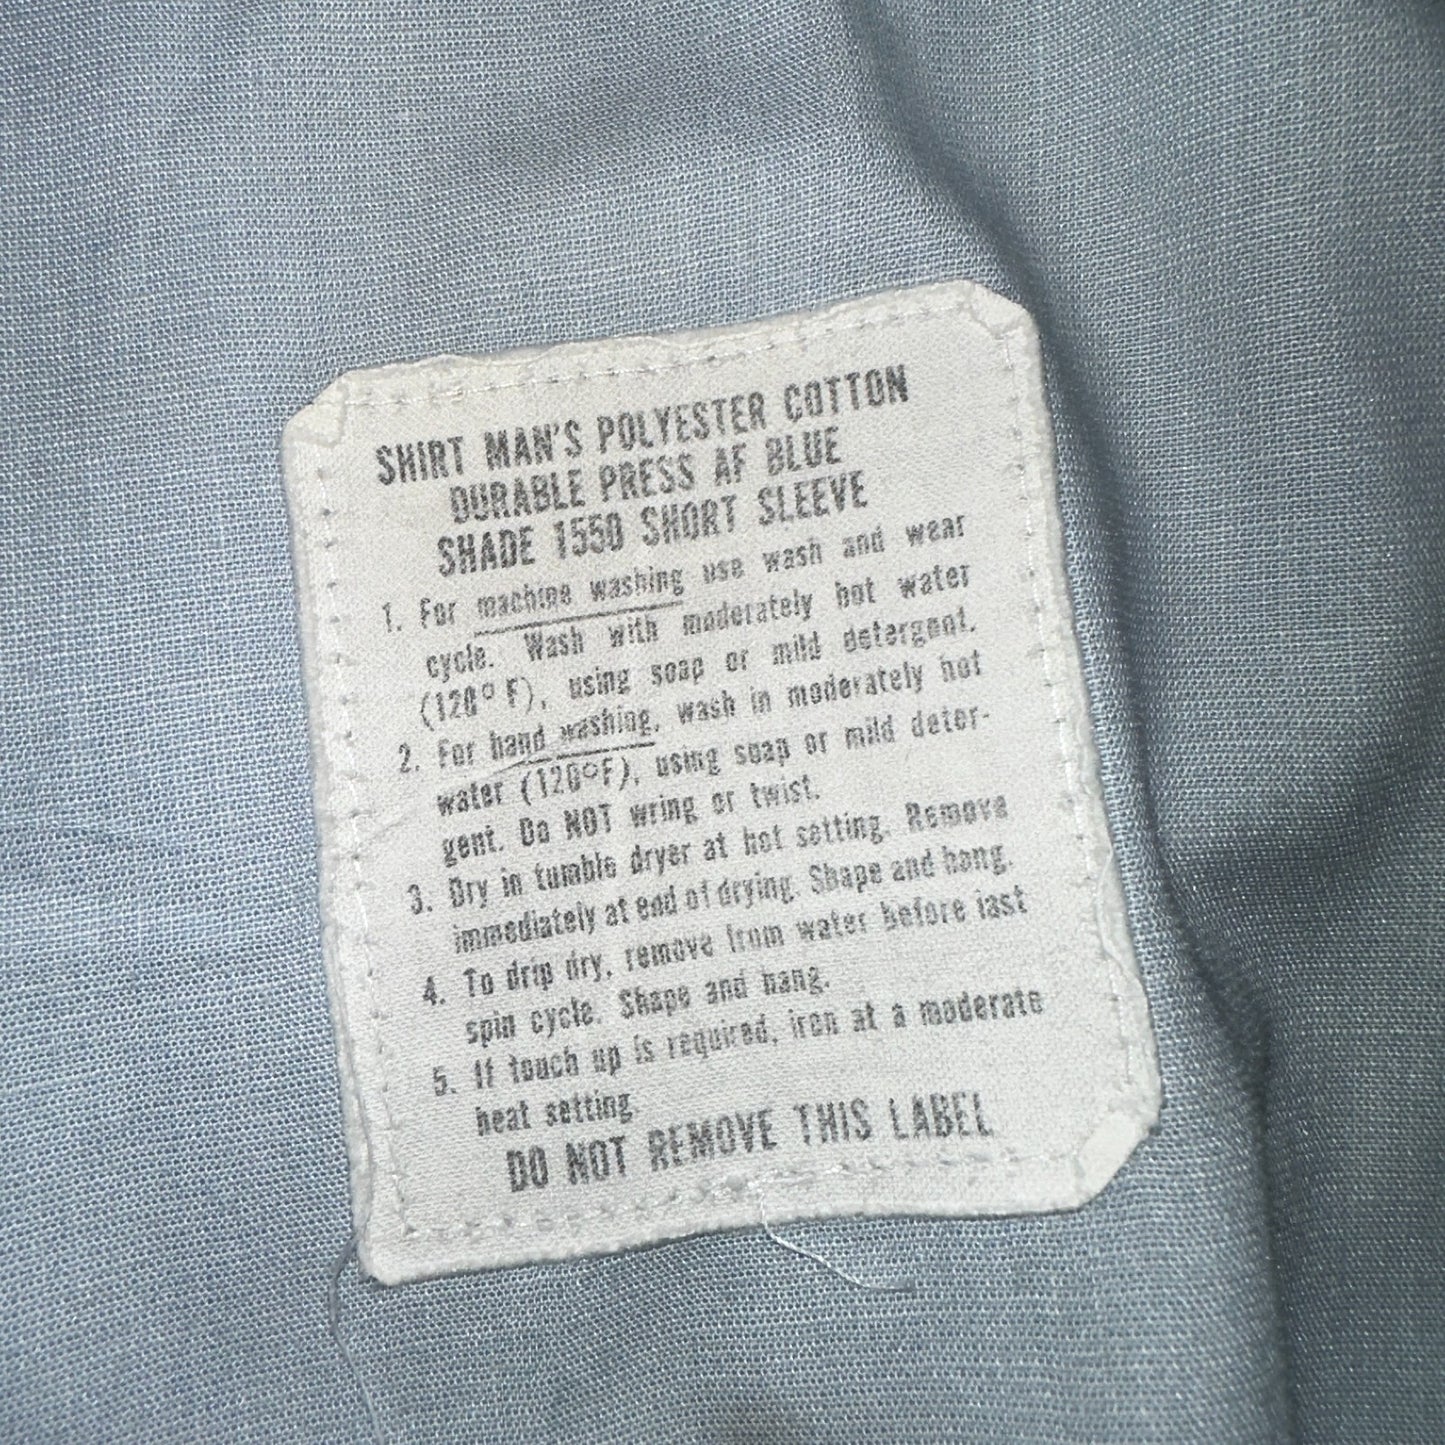 SHIRT MAN'S POLYESTER COTTON
DURABLE PRESS AF BLUE
SHADE 1550 SHORT SLEEVE
1. For machine washing use wash and wear
cycle. Wash with moderately hot water
(120° F), using soap or mild detergent.
2. For hand washing, wash in moderately hot
water (120°F), using soap or mild deter-
gent. Do NOT wring or twist.
3. Dry in tumble dryer at hot setting. Remove
immediately at end of drying. Shape and hang.
4. To drip dry, remove from water before last
spin cycle. Shape and hang.
5. If touch up is required, iron at a moderate
heat setting.
DO NOT REMOVE THIS LABEL